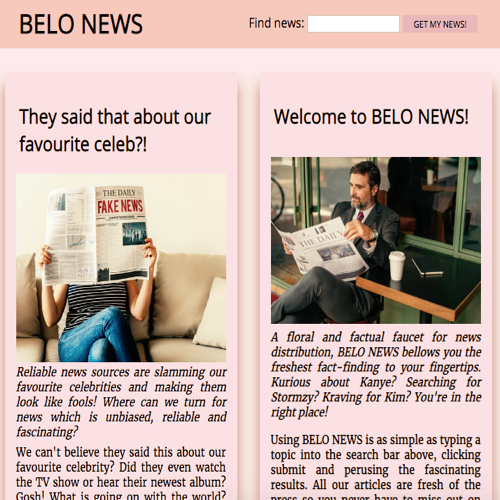 BELO NEWS
Find news:
GET MY NEWS!
They said that about our
favourite celeb?!
THE DAILY
FAKE NEWS
Reliable news sources are slamming our
favourite celebrities and making them
look like fools! Where can we turn for
news which is unbiased, reliable and
fascinating?
We can't believe they said this about our
favourite celebrity? Did they even watch
the TV show or hear their newest album?
Gosh! What is going on with the world?
Welcome to BELO NEWS!
THE DAILY
A floral and factual faucet for news
distribution, BELO NEWS bellows you the
freshest fact-finding to your fingertips.
Kurious about Kanye? Searching for
Stormzy? Kraving for Kim? You're in the
right place!
Using BELO NEWS is as simple as typing a
topic into the search bar above, clicking
submit and perusing the fascinating
results. All our articles are fresh of the
press so you never have to miss out on